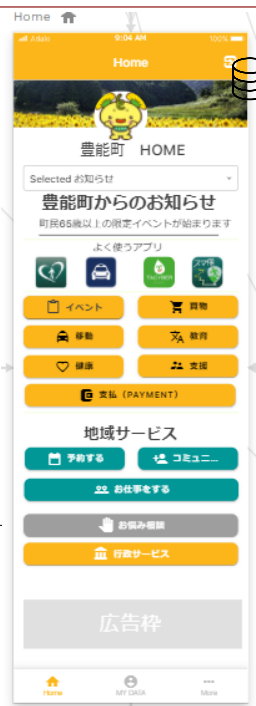 Home
9:04 AM
100%
Home
豊能町 HOME
Selected お知らせ
豊能町からのお知らせ
町民65歳以上の限定イベントが始まります
よく使うアプリ
イベント
買物
移動
教育
健康
支援
支払 (PAYMENT)
地域サービス
予約する
コミュニ...
お仕事をする
お悩み相談
行政サービス
広告枠
Home
MY DATA
More